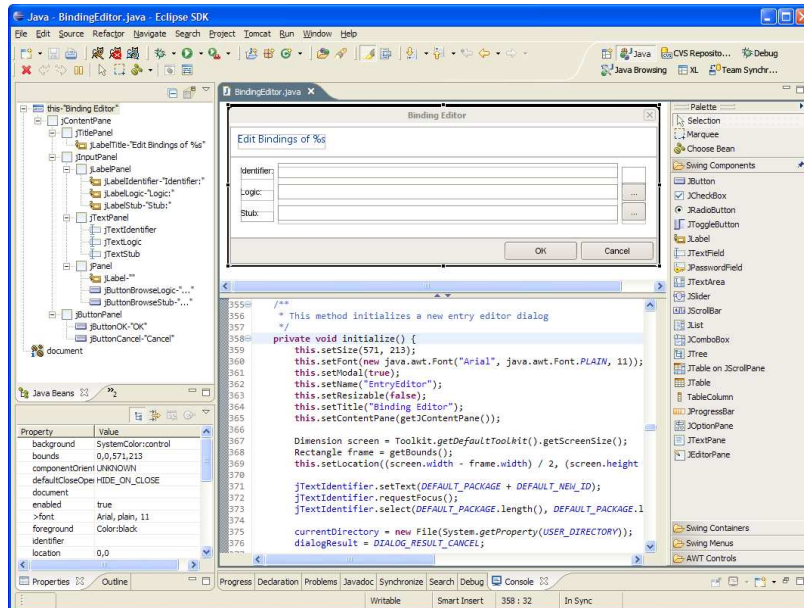 Java - BindingEditor.java - Eclipse SDK
File Edit Source Refactor Navigate Search Project Tomcat Run Window Help
Java CVS Reposito... Debug
Java Browsing XL Team Synchr...
this-"Binding Editor"
jContentPane
jTitlePanel
jLabelTitle-"Edit Bindings of %s"
jInputPanel
jLabelPanel
jLabelIdentifier-"Identifier:"
jLabelLogic-"Logic:"
jLabelStub-"Stub:"
jTextPanel
jTextIdentifier
jTextLogic
jTextStub
jPanel
jLabel-""
jButtonBrowseLogic-"..."
jButtonBrowseStub-"..."
jButtonPanel
jButtonOK-"OK"
jButtonCancel-"Cancel"
document
Java Beans »2
Property Value
background SystemColor:control
bounds 0,0,571,213
componentOrient UNKNOWN
defaultCloseOper HIDE_ON_CLOSE
document
enabled true
>font Arial, plain, 11
foreground Color:black
identifier
location 0,0
Properties Outline
BindingEditor.java
Binding Editor
Edit Bindings of %s
Identifier:
Logic: ...
Stub: ...
OK Cancel
355 /**
356 * This method initializes a new entry editor dialog
357 */
358 private void initialize() {
359 this.setSize(571, 213);
360 this.setFont(new java.awt.Font("Arial", java.awt.Font.PLAIN, 11));
361 this.setModal(true);
362 this.setName("EntryEditor");
363 this.setResizable(false);
364 this.setTitle("Binding Editor");
365 this.setContentPane(getJContentPane());
366
367 Dimension screen = Toolkit.getDefaultToolkit().getScreenSize();
368 Rectangle frame = getBounds();
369 this.setLocation((screen.width - frame.width) / 2, (screen.height
370
371 jTextIdentifier.setText(DEFAULT_PACKAGE + DEFAULT_NEW_ID);
372 jTextIdentifier.requestFocus();
373 jTextIdentifier.select(DEFAULT_PACKAGE.length(), DEFAULT_PACKAGE.l
374
375 currentDirectory = new File(System.getProperty(USER_DIRECTORY));
376 dialogResult = DIALOG_RESULT_CANCEL;
Palette
Selection
Marquee
Choose Bean
Swing Components
JButton
JCheckBox
JRadioButton
JToggleButton
JLabel
JTextField
JPasswordField
JTextArea
JSlider
JScrollBar
JList
JComboBox
JTree
JTable on JScrollPane
JTable
TableColumn
JProgressBar
JOptionPane
JTextPane
JEditorPane
Swing Containers
Swing Menus
AWT Controls
Progress Declaration Problems Javadoc Synchronize Search Debug Console
Writable Smart Insert 358 : 32 In Sync